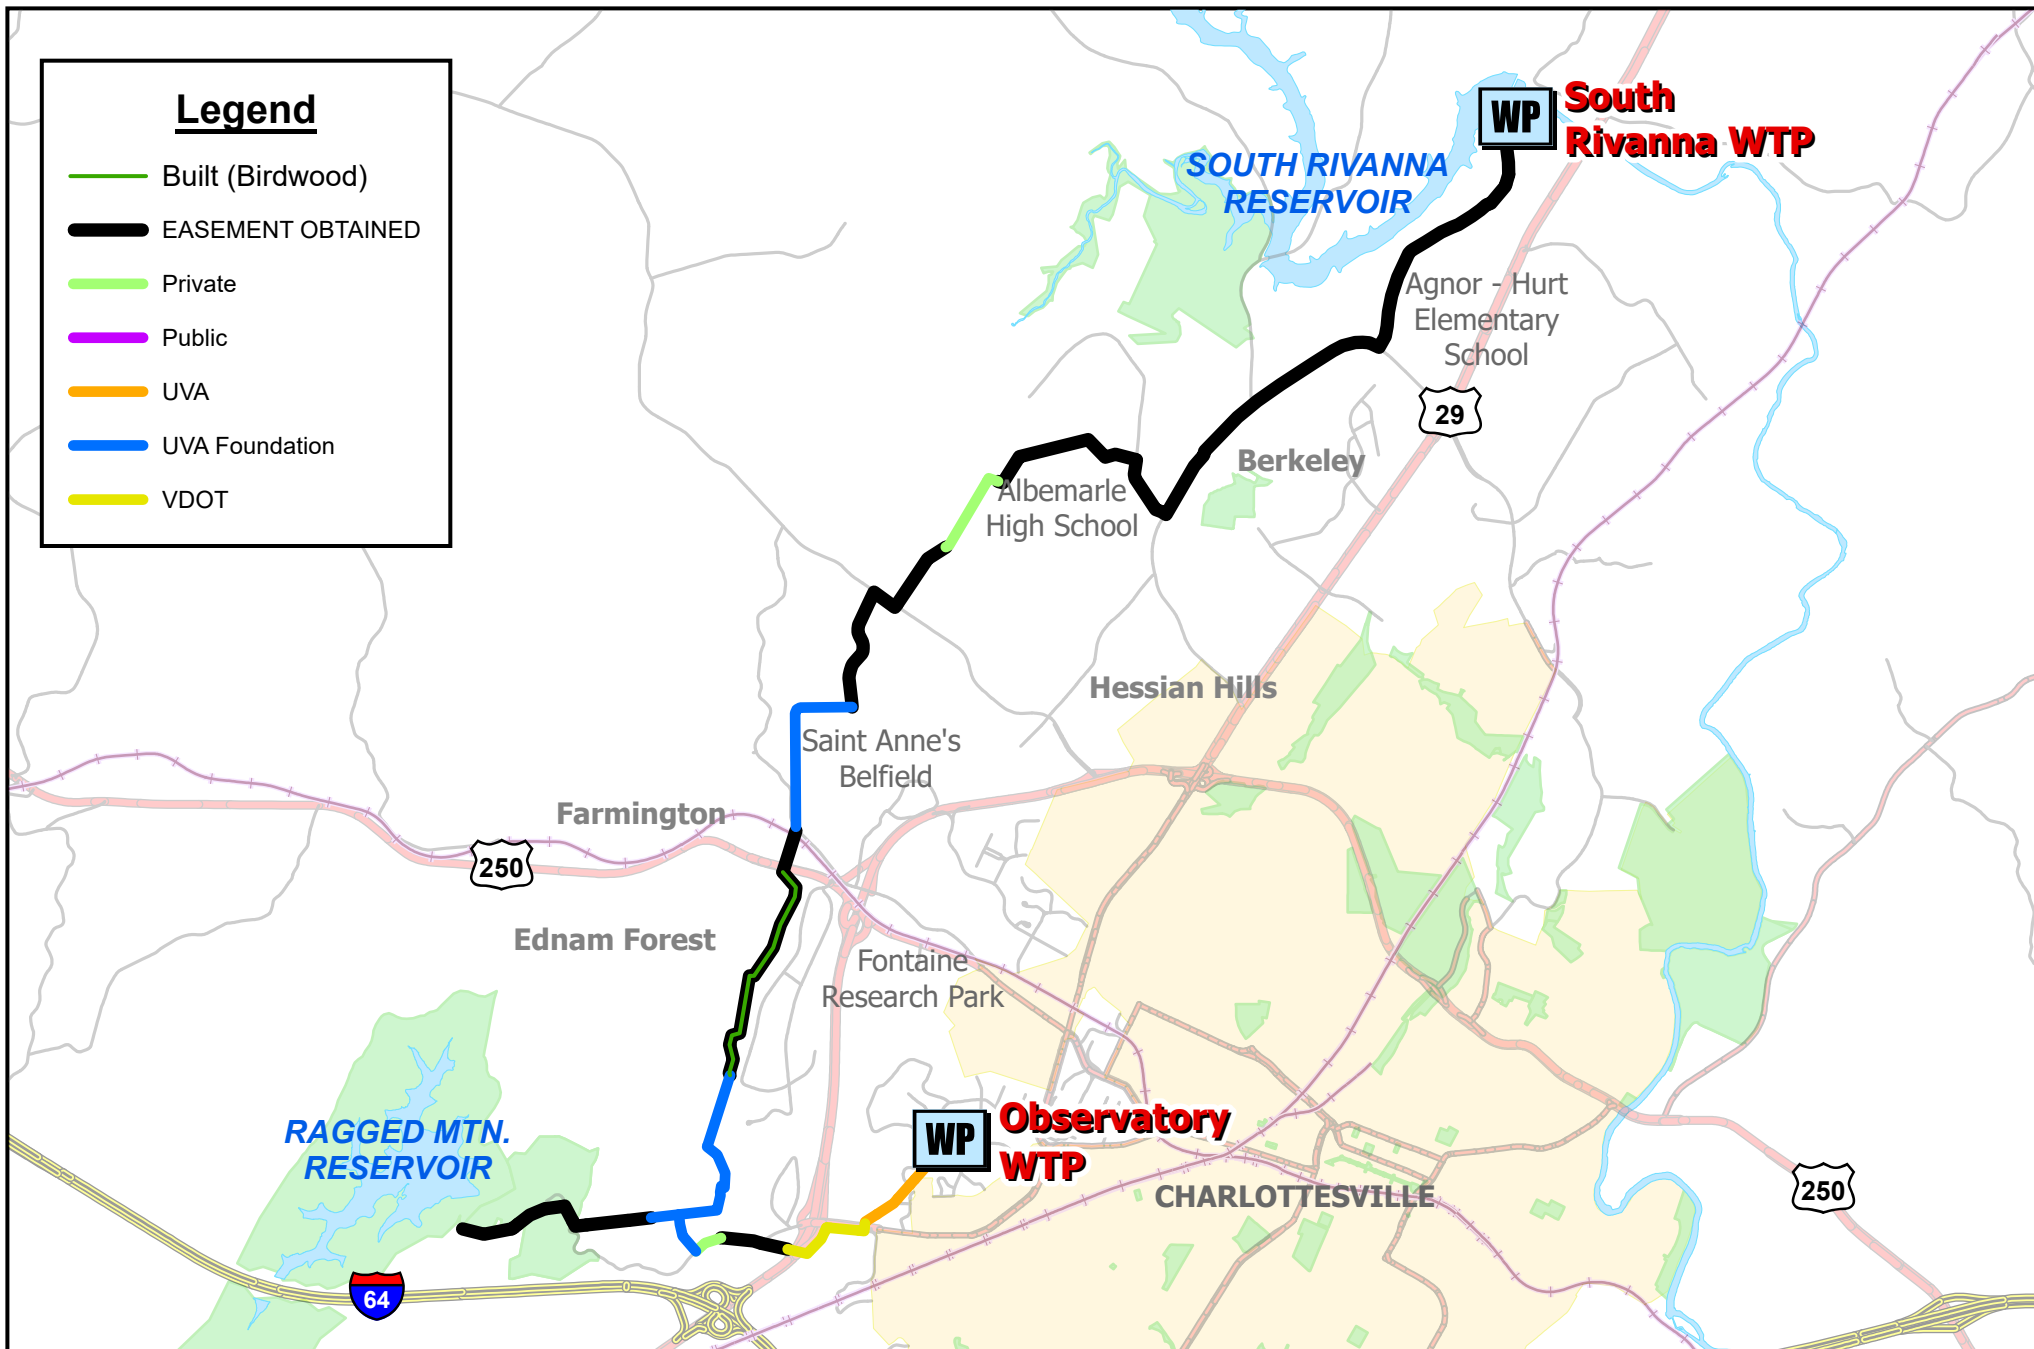 Legend
Built (Birdwood)
EASEMENT OBTAINED
Private
Public
UVA
UVA Foundation
VDOT
WP
South
Rivanna WTP
SOUTH RIVANNA
RESERVOIR
Agnor - Hurt
Elementary
School
29
Berkeley
Albemarle
High School
Hessian Hills
Saint Anne's
Belfield
Farmington
250
Ednam Forest
Fontaine
Research Park
RAGGED MTN.
RESERVOIR
WP
Observatory
WTP
CHARLOTTESVILLE
250
64